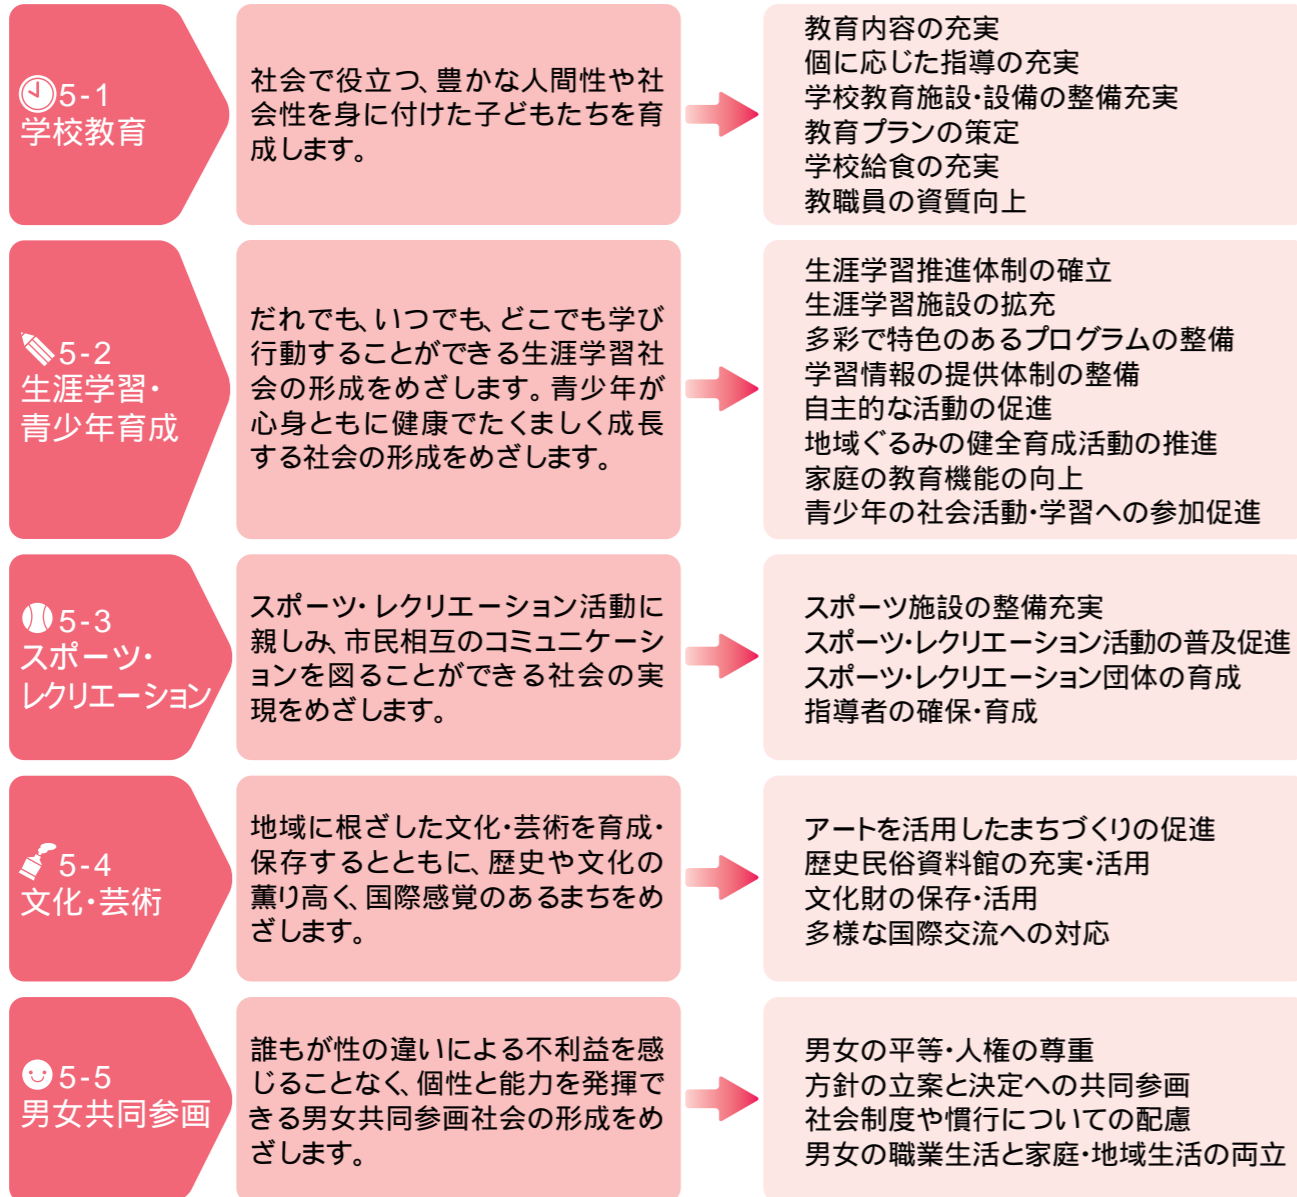 5-1
学校教育
社会で役立つ、豊かな人間性や社
会性を身に付けた子どもたちを育
成します。
教育内容の充実
個に応じた指導の充実
学校教育施設・設備の整備充実
教育プランの策定
学校給食の充実
教職員の資質向上
5-2
生涯学習・
青少年育成
だれでも、いつでも、どこでも学び
行動することができる生涯学習社
会の形成をめざします。青少年が
心身ともに健康でたくましく成長
する社会の形成をめざします。
生涯学習推進体制の確立
生涯学習施設の拡充
多彩で特色のあるプログラムの整備
学習情報の提供体制の整備
自主的な活動の促進
地域ぐるみの健全育成活動の推進
家庭の教育機能の向上
青少年の社会活動・学習への参加促進
5-3
スポーツ・
レクリエーション
スポーツ・レクリエーション活動に
親しみ、市民相互のコミュニケーシ
ョンを図ることができる社会の実
現をめざします。
スポーツ施設の整備充実
スポーツ・レクリエーション活動の普及促進
スポーツ・レクリエーション団体の育成
指導者の確保・育成
5-4
文化・芸術
地域に根ざした文化・芸術を育成・
保存するとともに、歴史や文化の
薫り高く、国際感覚のあるまちをめ
ざします。
アートを活用したまちづくりの促進
歴史民俗資料館の充実・活用
文化財の保存・活用
多様な国際交流への対応
5-5
男女共同参画
誰もが性の違いによる不利益を感
じることなく、個性と能力を発揮で
きる男女共同参画社会の形成をめ
ざします。
男女の平等・人権の尊重
方針の立案と決定への共同参画
社会制度や慣行についての配慮
男女の職業生活と家庭・地域生活の両立